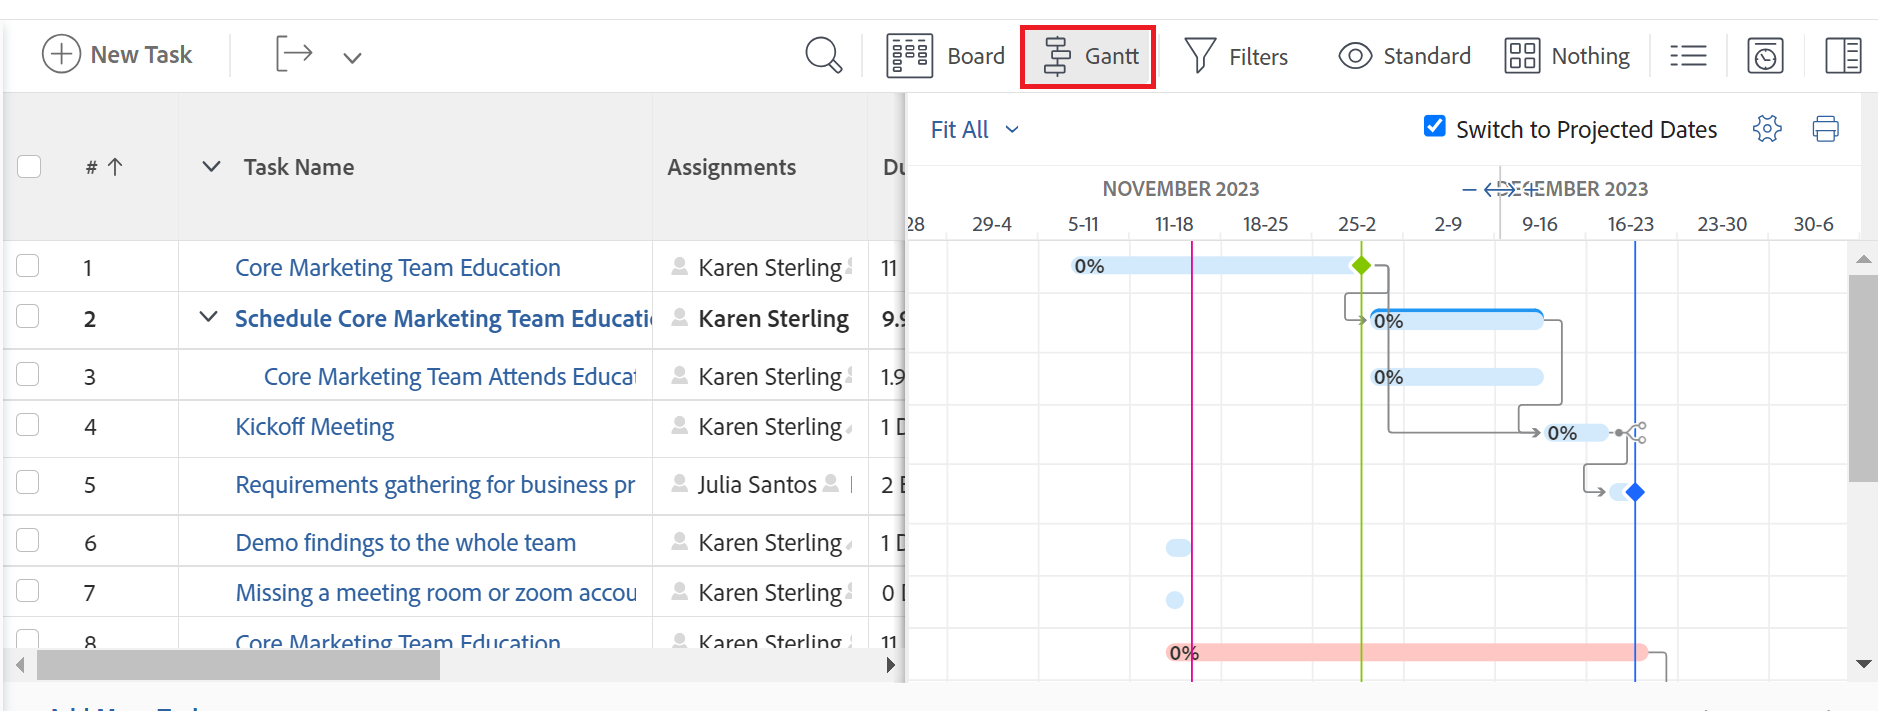 New Task Board Gantt Filters Standard Nothing
Fit All Switch to Projected Dates
# Task Name Assignments Du
NOVEMBER 2023 DECEMBER 2023
28 29-4 5-11 11-18 18-25 25-2 2-9 9-16 16-23 23-30 30-6
1 Core Marketing Team Education Karen Sterling 11 0%
2 Schedule Core Marketing Team Educati Karen Sterling 9.9 0%
3 Core Marketing Team Attends Educat Karen Sterling 1.9 0%
4 Kickoff Meeting Karen Sterling 1 D 0%
5 Requirements gathering for business pr Julia Santos 2
6 Demo findings to the whole team Karen Sterling 1 D
7 Missing a meeting room or zoom accou Karen Sterling 0 D
8 Core Marketing Team Education Karen Sterling 11 0%